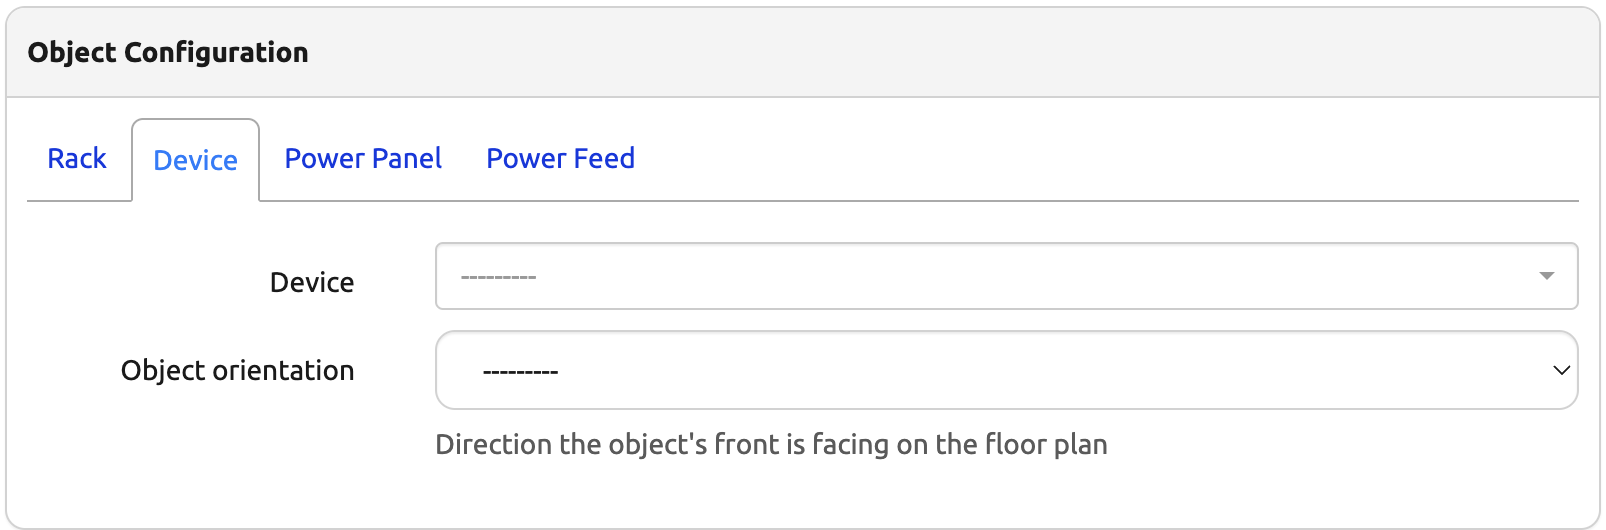 Object Configuration
Rack Device Power Panel Power Feed
Device ---------
Object orientation ---------
Direction the object's front is facing on the floor plan